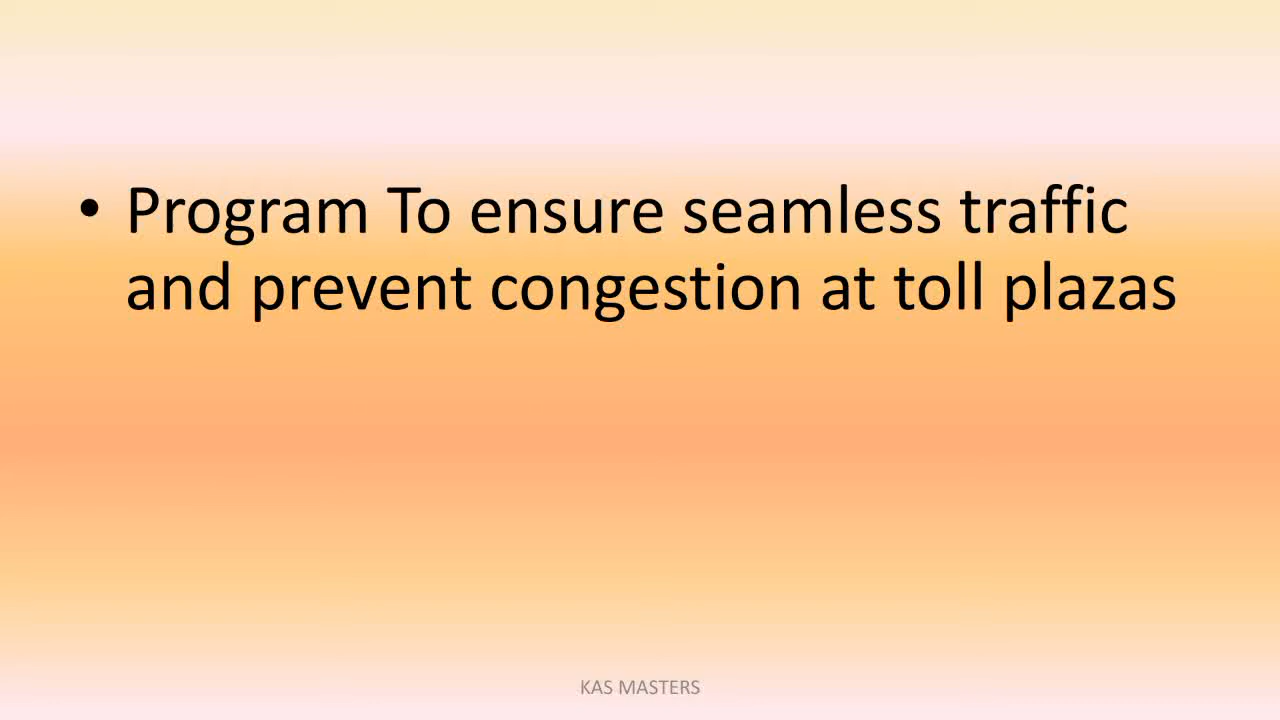 • Program To ensure seamless traffic
and prevent congestion at toll plazas
KAS MASTERS